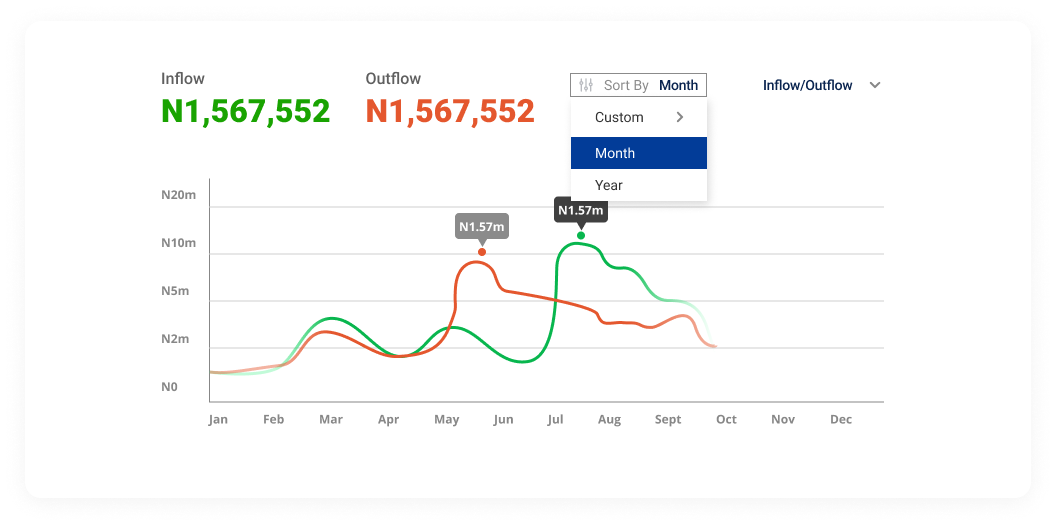 Inflow
N1,567,552
Outflow
N1,567,552
Sort By Month
Inflow/Outflow
Custom
Month
Year
N1.57m
N1.57m
N20m
N10m
N5m
N2m
N0
Jan Feb Mar Apr May Jun Jul Aug Sept Oct Nov Dec